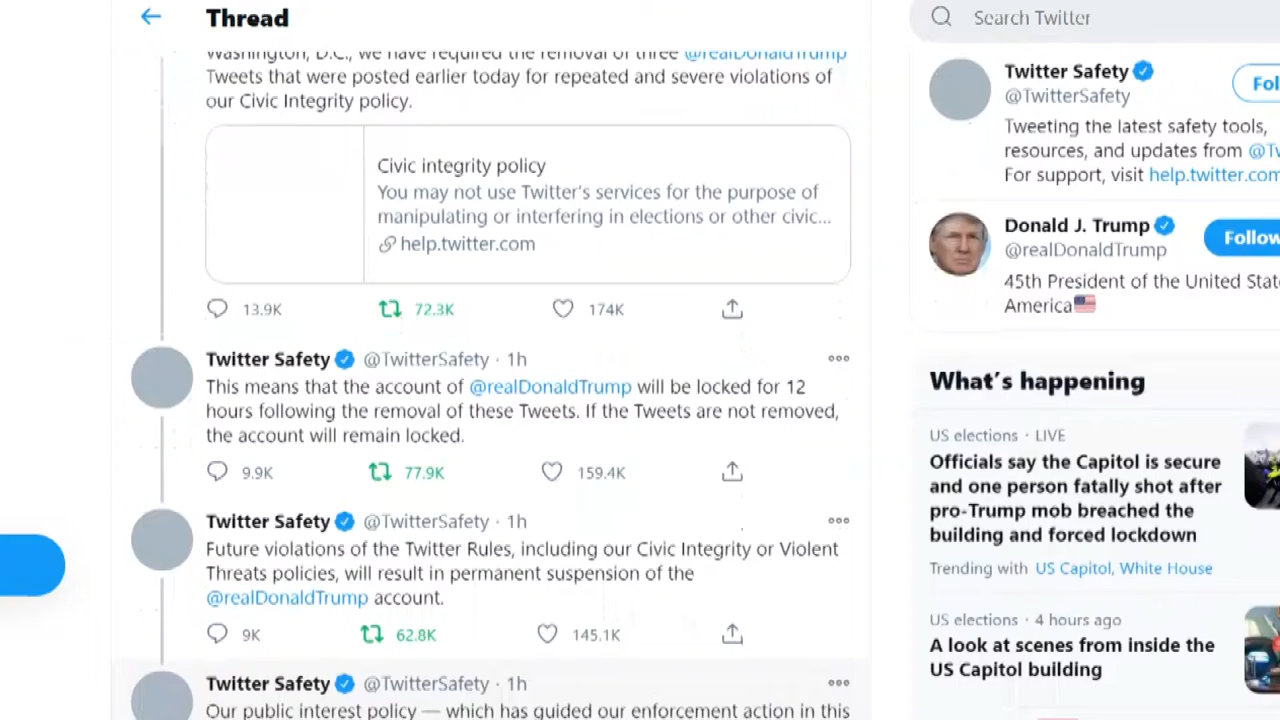 Thread
Washington, D.C., we have required the removal of three @realDonaldTrump
Tweets that were posted earlier today for repeated and severe violations of
our Civic Integrity policy.
Civic integrity policy
You may not use Twitter's services for the purpose of
manipulating or interfering in elections or other civic...
help.twitter.com
13.9K 72.3K 174K
Twitter Safety @TwitterSafety · 1h
This means that the account of @realDonaldTrump will be locked for 12
hours following the removal of these Tweets. If the Tweets are not removed,
the account will remain locked.
9.9K 77.9K 159.4K
Twitter Safety @TwitterSafety · 1h
Future violations of the Twitter Rules, including our Civic Integrity or Violent
Threats policies, will result in permanent suspension of the
@realDonaldTrump account.
9K 62.8K 145.1K
Twitter Safety @TwitterSafety · 1h
Our public interest policy — which has guided our enforcement action in this
Search Twitter
Twitter Safety
Fol
@TwitterSafety
Tweeting the latest safety tools,
resources, and updates from @Tw
For support, visit help.twitter.com
Donald J. Trump
Follow
@realDonaldTrump
45th President of the United State
America
What's happening
US elections · LIVE
Officials say the Capitol is secure
and one person fatally shot after
pro-Trump mob breached the
building and forced lockdown
Trending with US Capitol, White House
US elections · 4 hours ago
A look at scenes from inside the
US Capitol building